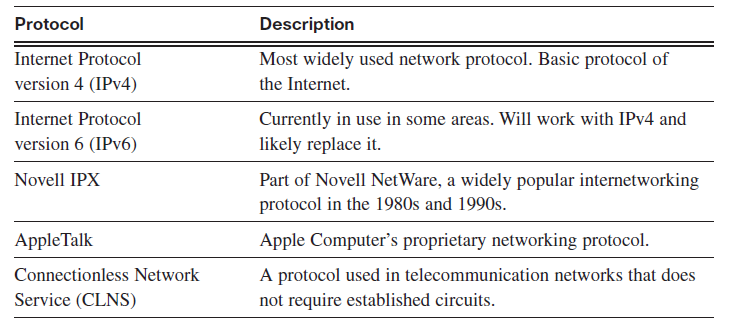 Protocol Description
Internet Protocol Most widely used network protocol. Basic protocol of
version 4 (IPv4) the Internet.
Internet Protocol Currently in use in some areas. Will work with IPv4 and
version 6 (IPv6) likely replace it.
Novell IPX Part of Novell NetWare, a widely popular internetworking
protocol in the 1980s and 1990s.
AppleTalk Apple Computer’s proprietary networking protocol.
Connectionless Network A protocol used in telecommunication networks that does
Service (CLNS) not require established circuits.